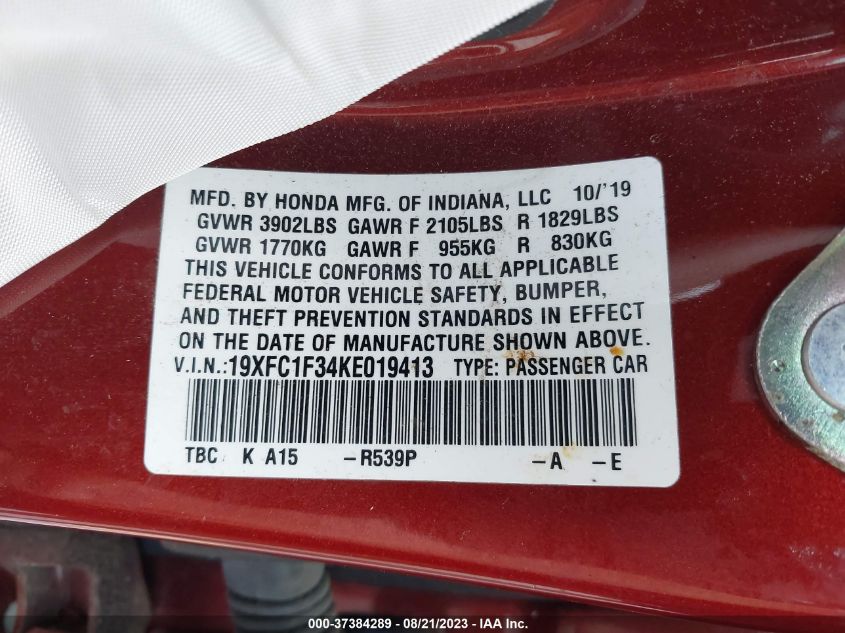 MFD. BY HONDA MFG. OF INDIANA, LLC 10/'19
GVWR 3902LBS GAWR F 2105LBS R 1829LBS
GVWR 1770KG GAWR F 955KG R 830KG
THIS VEHICLE CONFORMS TO ALL APPLICABLE
FEDERAL MOTOR VEHICLE SAFETY, BUMPER,
AND THEFT PREVENTION STANDARDS IN EFFECT
ON THE DATE OF MANUFACTURE SHOWN ABOVE.
V.I.N.:19XFC1F34KE019413 TYPE: PASSENGER CAR
TBC K A15 -R539P -A -E
000-37384289 - 08/21/2023 - IAA Inc.